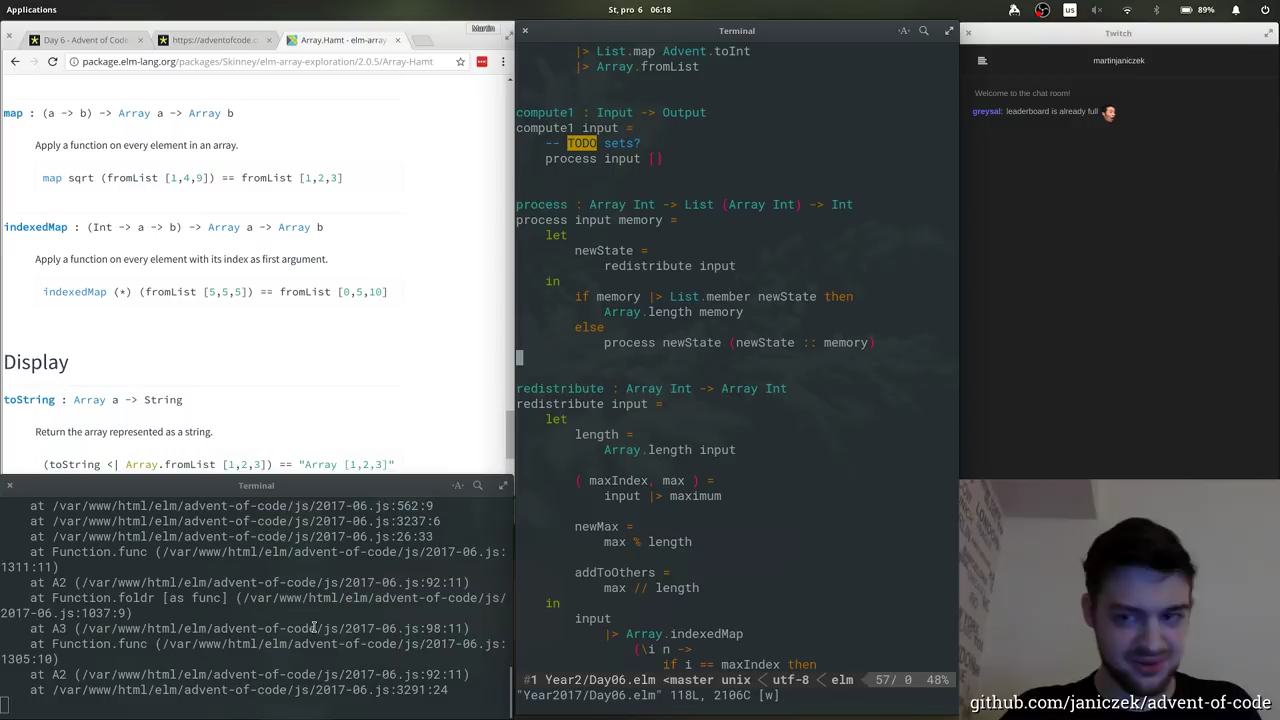 Applications
St, pro 6 06:18
us
89%
Day 6 - Advent of Code
https://adventofcode.c
Array.Hamt - elm-array
Martin
package.elm-lang.org/packages/Skinney/elm-array-exploration/2.0.5/Array-Hamt
map : (a -> b) -> Array a -> Array b
Apply a function on every element in an array.
map sqrt (fromList [1,4,9]) == fromList [1,2,3]
indexedMap : (Int -> a -> b) -> Array a -> Array b
Apply a function on every element with its index as first argument.
indexedMap (*) (fromList [5,5,5]) == fromList [0,5,10]
Display
toString : Array a -> String
Return the array represented as a string.
(toString <| Array.fromList [1,2,3]) == "Array [1,2,3]"
Terminal
at /var/www/html/elm/advent-of-code/js/2017-06.js:562:9
at /var/www/html/elm/advent-of-code/js/2017-06.js:3237:6
at /var/www/html/elm/advent-of-code/js/2017-06.js:26:33
at Function.func (/var/www/html/elm/advent-of-code/js/2017-06.js:
1311:11)
at A2 (/var/www/html/elm/advent-of-code/js/2017-06.js:92:11)
at Function.foldr [as func] (/var/www/html/elm/advent-of-code/js/
2017-06.js:1037:9)
at A3 (/var/www/html/elm/advent-of-code/js/2017-06.js:98:11)
at Function.func (/var/www/html/elm/advent-of-code/js/2017-06.js:
1305:10)
at A2 (/var/www/html/elm/advent-of-code/js/2017-06.js:92:11)
at /var/www/html/elm/advent-of-code/js/2017-06.js:3291:24
Terminal
|> List.map Advent.toInt
|> Array.fromList
compute1 : Input -> Output
compute1 input =
-- TODO sets?
process input []
process : Array Int -> List (Array Int) -> Int
process input memory =
let
newState =
redistribute input
in
if memory |> List.member newState then
Array.length memory
else
process newState (newState :: memory)
redistribute : Array Int -> Array Int
redistribute input =
let
length =
Array.length input
( maxIndex, max ) =
input |> maximum
newMax =
max % length
addToOthers =
max // length
in
input
|> Array.indexedMap
(\i n ->
if i == maxIndex then
#1 Year2/Day06.elm <master unix < utf-8 < elm 57/ 0 48%
"Year2017/Day06.elm" 118L, 2106C [w]
Twitch
martinjaniczek
Welcome to the chat room!
greysal: leaderboard is already full
github.com/janiczek/advent-of-code